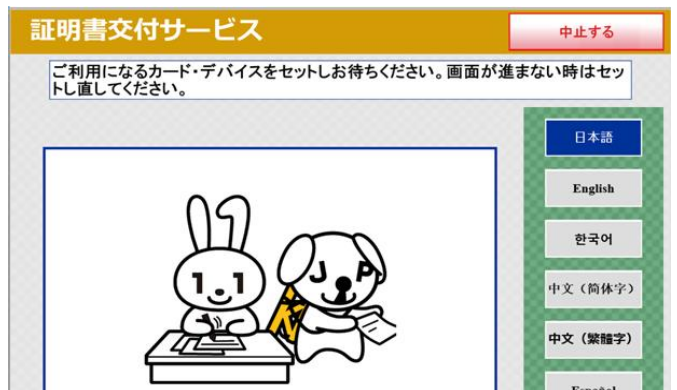 証明書交付サービス
中止する
ご利用になるカード・デバイスをセットしお待ちください。画面が進まない時はセッ
トし直してください。
日本語
English
한국어
中文（简体字）
中文（繁體字）
Español
1 1
J P